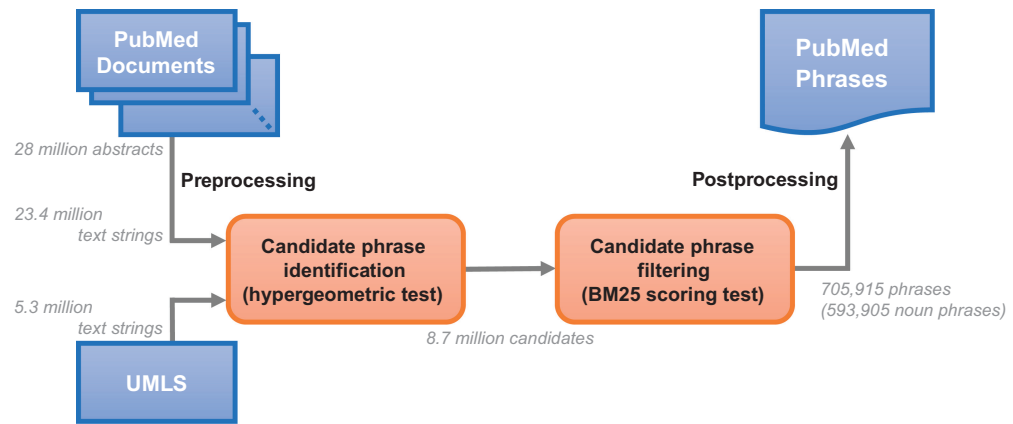 PubMed
Documents
28 million abstracts
Preprocessing
23.4 million
text strings
5.3 million
text strings
UMLS
Candidate phrase
identification
(hypergeometric test)
8.7 million candidates
Candidate phrase
filtering
(BM25 scoring test)
705,915 phrases
(593,905 noun phrases)
Postprocessing
PubMed
Phrases